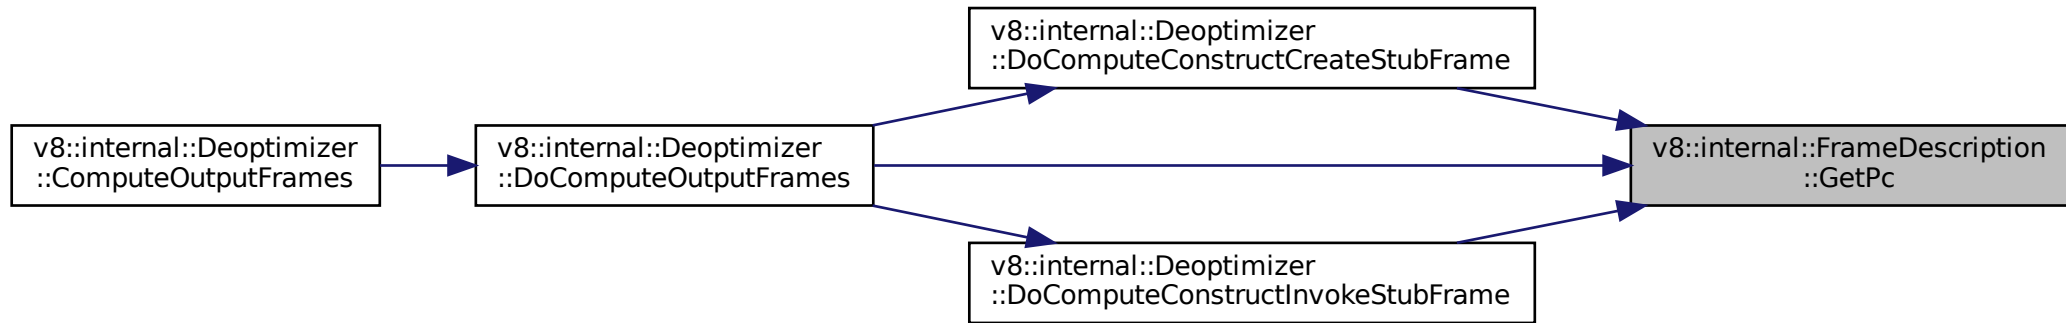 v8::internal::Deoptimizer
::ComputeOutputFrames
v8::internal::Deoptimizer
::DoComputeOutputFrames
v8::internal::Deoptimizer
::DoComputeConstructCreateStubFrame
v8::internal::Deoptimizer
::DoComputeConstructInvokeStubFrame
v8::internal::FrameDescription
::GetPc